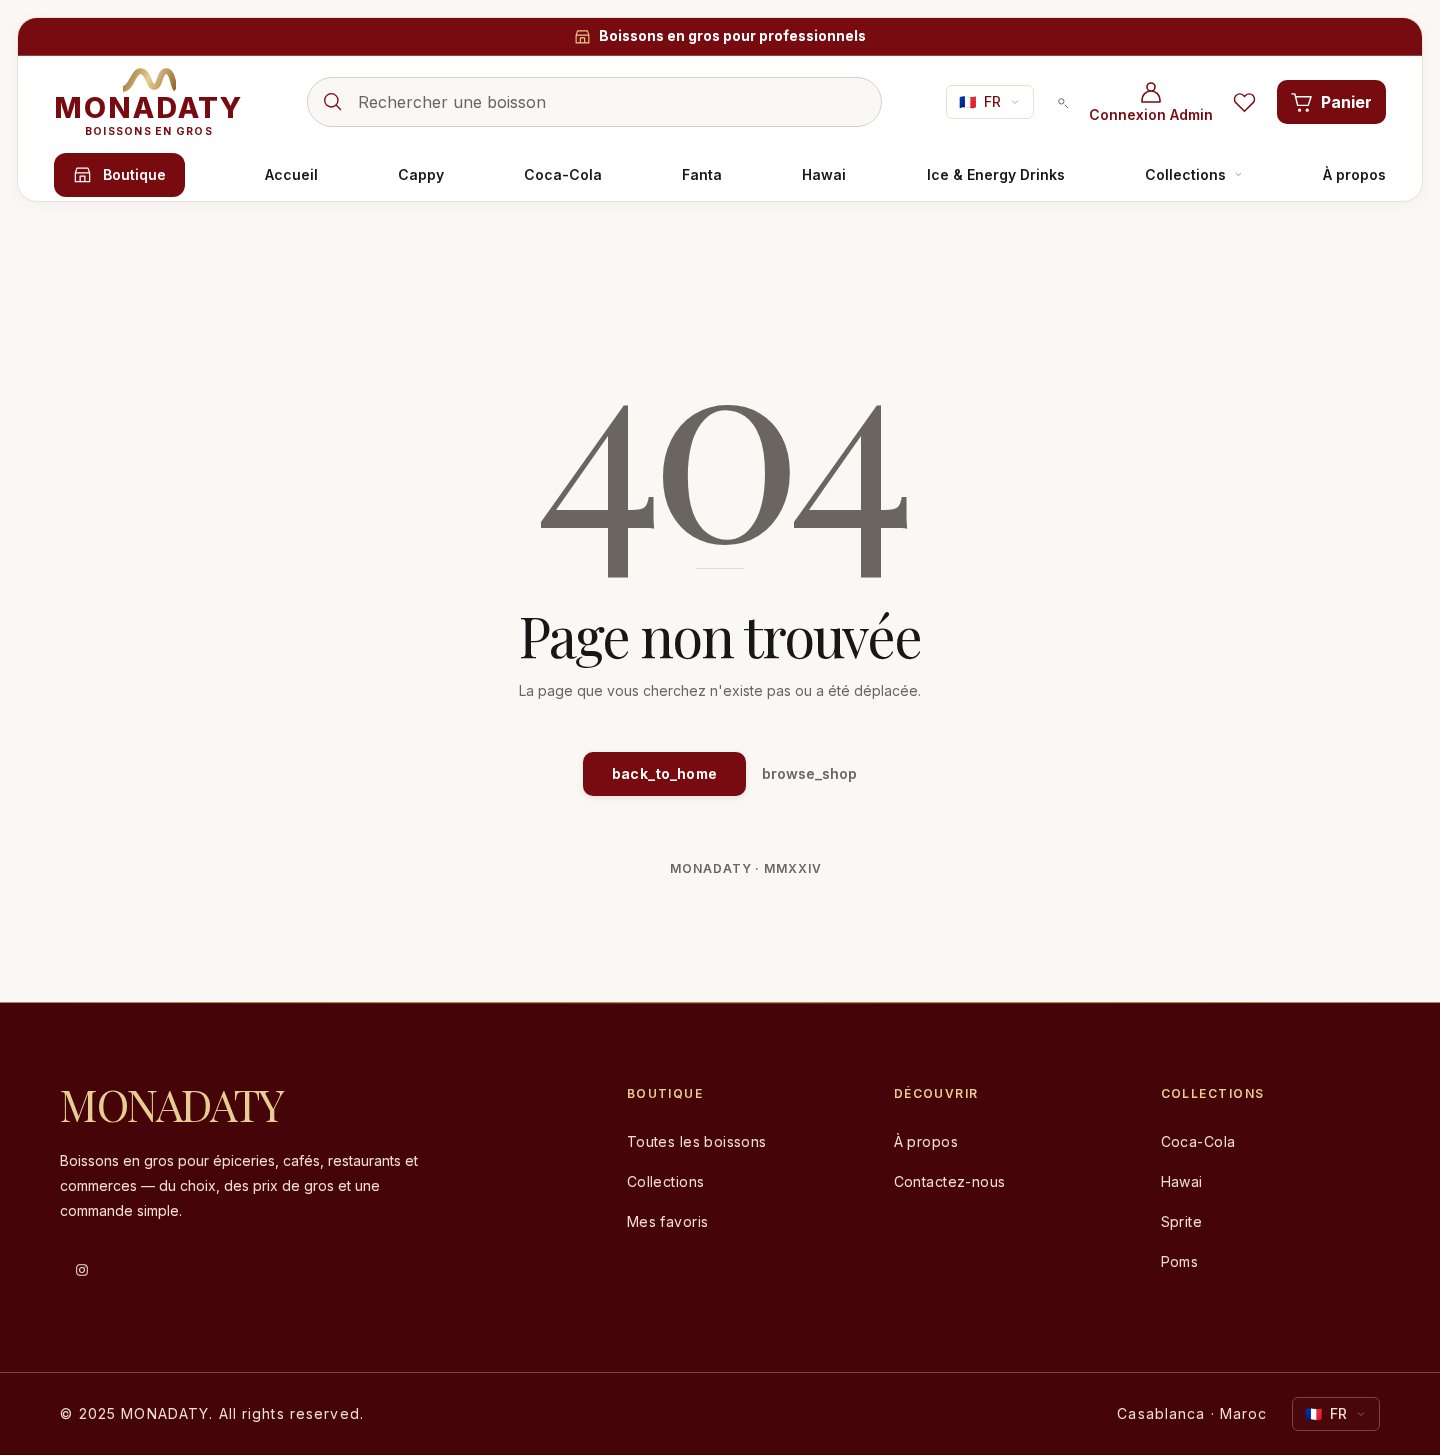 Boissons en gros pour professionnels
MONADATY
BOISSONS EN GROS
Rechercher une boisson
FR
Connexion Admin
Panier
Boutique
Accueil
Cappy
Coca-Cola
Fanta
Hawai
Ice & Energy Drinks
Collections
À propos
404
Page non trouvée
La page que vous cherchez n'existe pas ou a été déplacée.
back_to_home
browse_shop
MONADATY · MMXXIV
MONADATY
Boissons en gros pour épiceries, cafés, restaurants et
commerces — du choix, des prix de gros et une
commande simple.
BOUTIQUE
Toutes les boissons
Collections
Mes favoris
DÉCOUVRIR
À propos
Contactez-nous
COLLECTIONS
Coca-Cola
Hawai
Sprite
Poms
© 2025 MONADATY. All rights reserved.
Casablanca · Maroc
FR